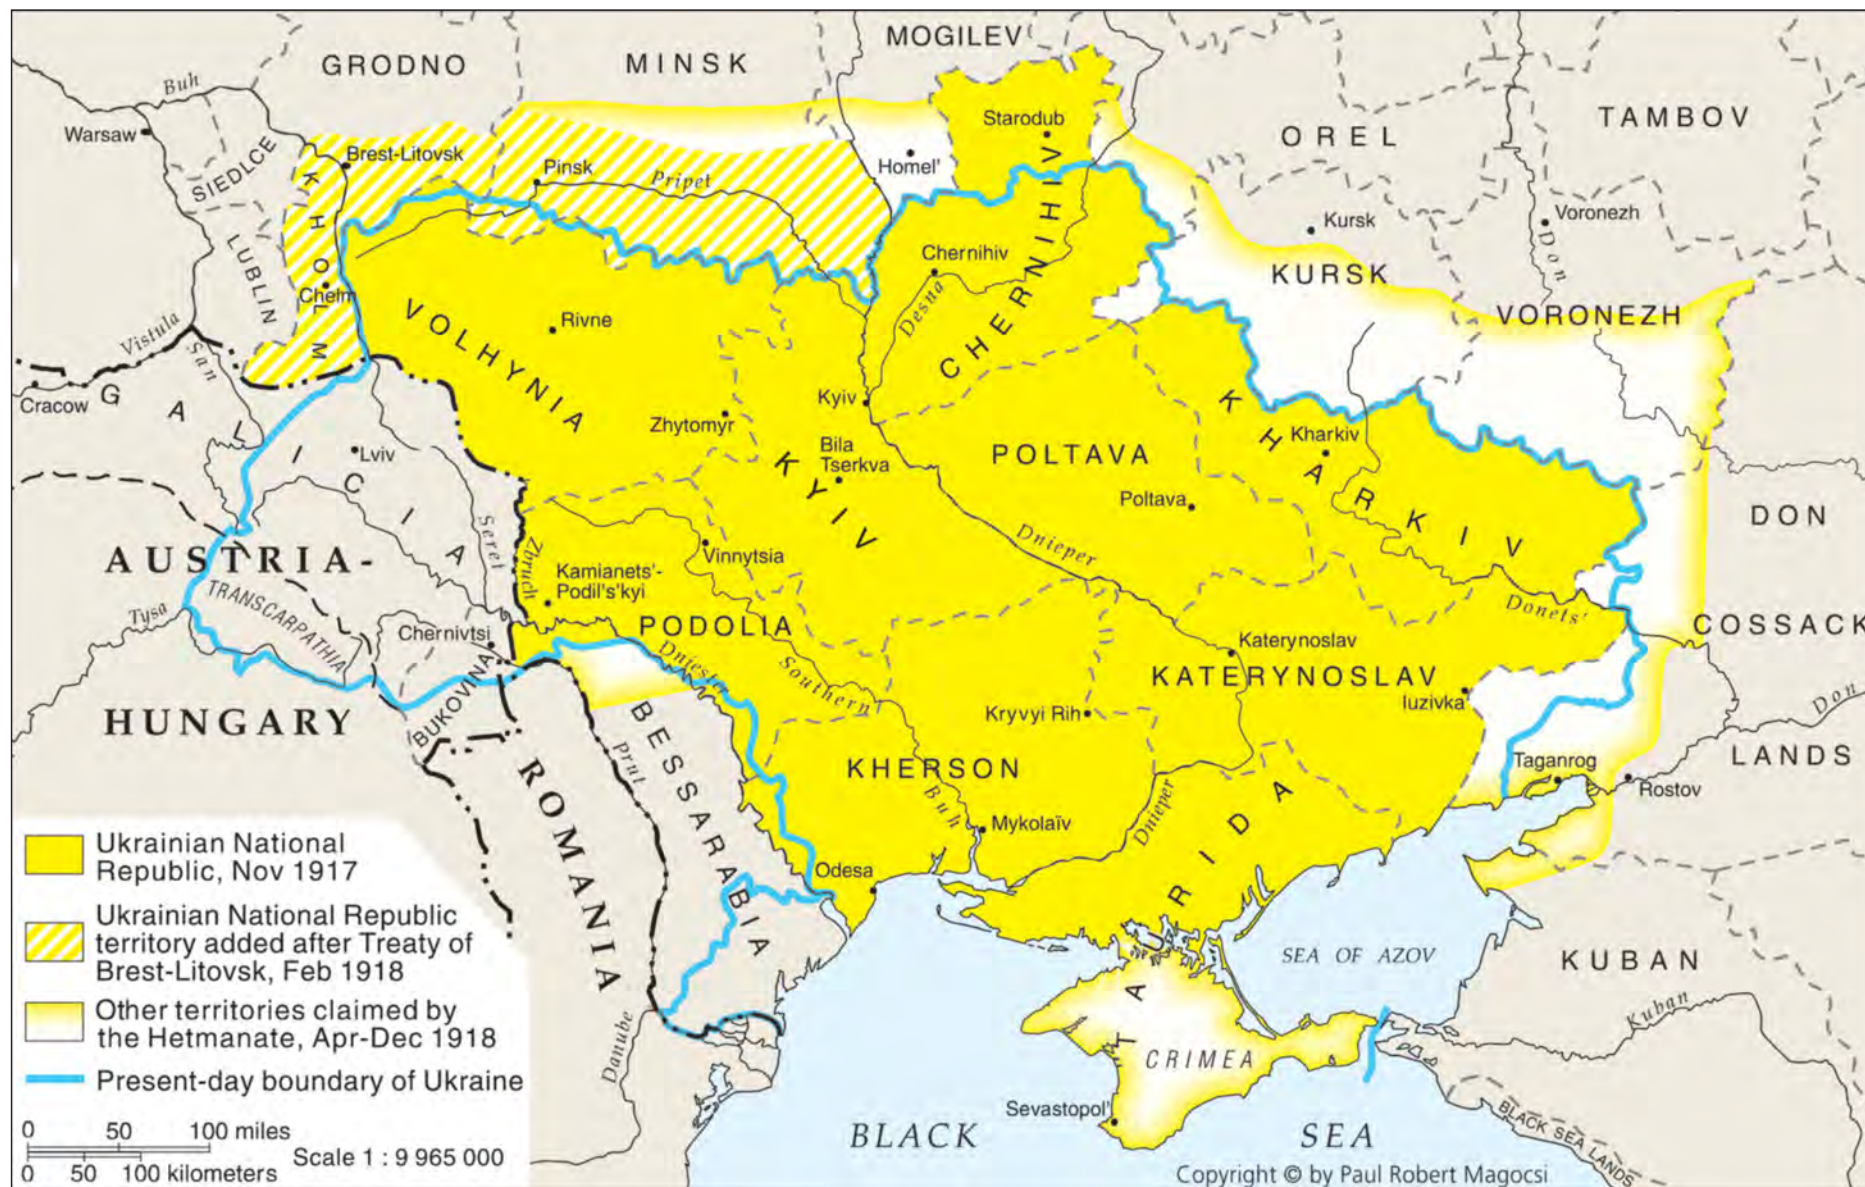 GRODNO
MINSK
MOGILEV
Buh
Warsaw
SIEDLCE
Brest-Litovsk
Pinsk
Pripet
Homel'
Starodub
OREL
TAMBOV
KHOLM
LUBLIN
Chelm
Kursk
Voronezh
Don
KURSK
VORONEZH
Chernihiv
Desna
CHERNIHIV
VOLHYNIA
Rivne
Vistula
San
Cracow
GALICIA
Lviv
Zhytomyr
Kyiv
Bila
Tserkva
KYIV
POLTAVA
Poltava
KHARKIV
Kharkiv
DON
COSSACK
LANDS
Seret
Zbruch
AUSTRIA-
HUNGARY
TRANSCARPATHIA
Tysa
Kamianets'-
Podil's'kyi
Vinnytsia
Dnieper
Donets'
Chernivtsi
PODOLIA
Dniester
Southern
Buh
Katerynoslav
KATERYNOSLAV
BUKOVINA
Kryvyi Rih
Iuzivka
Don
ROMANIA
Prut
BESSARABIA
KHERSON
Dnieper
Taganrog
Rostov
Mykolaïv
Odesa
TAURIDA
SEA OF AZOV
KUBAN
Kuban
Danube
CRIMEA
Sevastopol'
BLACK SEA
BLACK SEA LANDS
Ukrainian National
Republic, Nov 1917
Ukrainian National Republic
territory added after Treaty of
Brest-Litovsk, Feb 1918
Other territories claimed by
the Hetmanate, Apr-Dec 1918
Present-day boundary of Ukraine
0 50 100 miles
0 50 100 kilometers
Scale 1 : 9 965 000
Copyright © by Paul Robert Magocsi